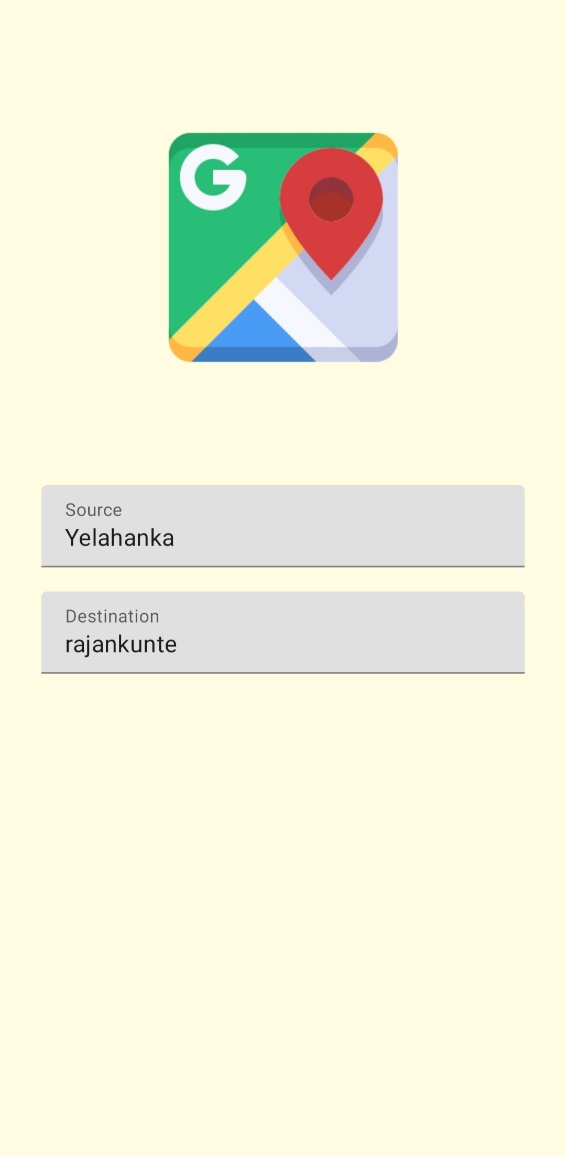 G
Source
Yelahanka
Destination
rajankunte